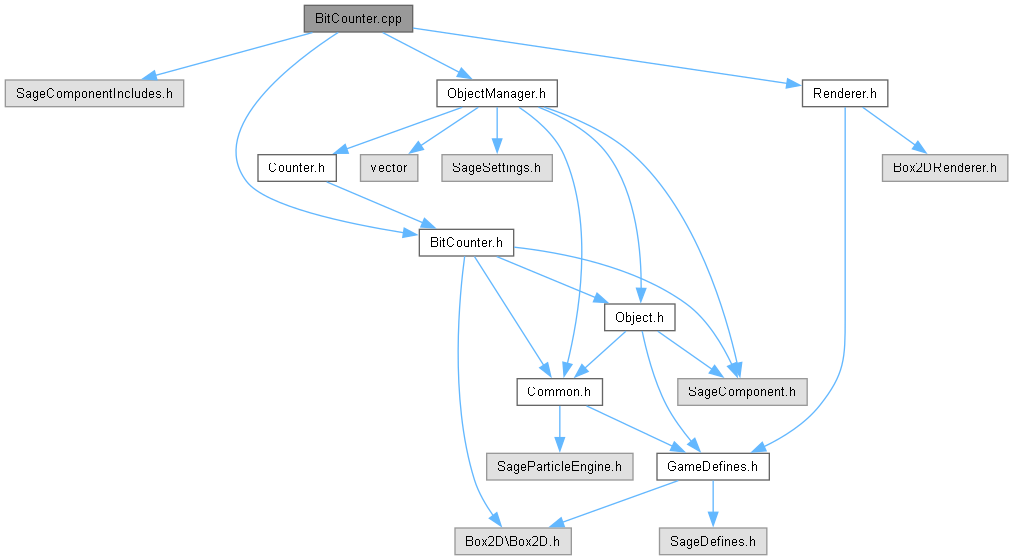 BitCounter.cpp
SageComponentIncludes.h
ObjectManager.h
Renderer.h
Counter.h
vector
SageSettings.h
Box2DRenderer.h
BitCounter.h
Object.h
Common.h
SageComponent.h
SageParticleEngine.h
GameDefines.h
Box2D\Box2D.h
SageDefines.h